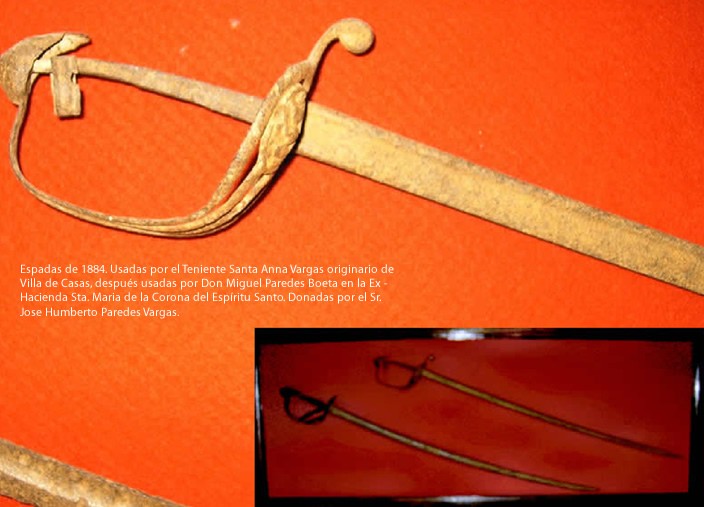 Espadas de 1884. Usadas por el Teniente Santa Anna Vargas originario de
Villa de Casas, después usadas por Don Miguel Paredes Boeta en la Ex -
Hacienda Sta. Maria de la Corona del Espíritu Santo. Donadas por el Sr.
Jose Humberto Paredes Vargas.